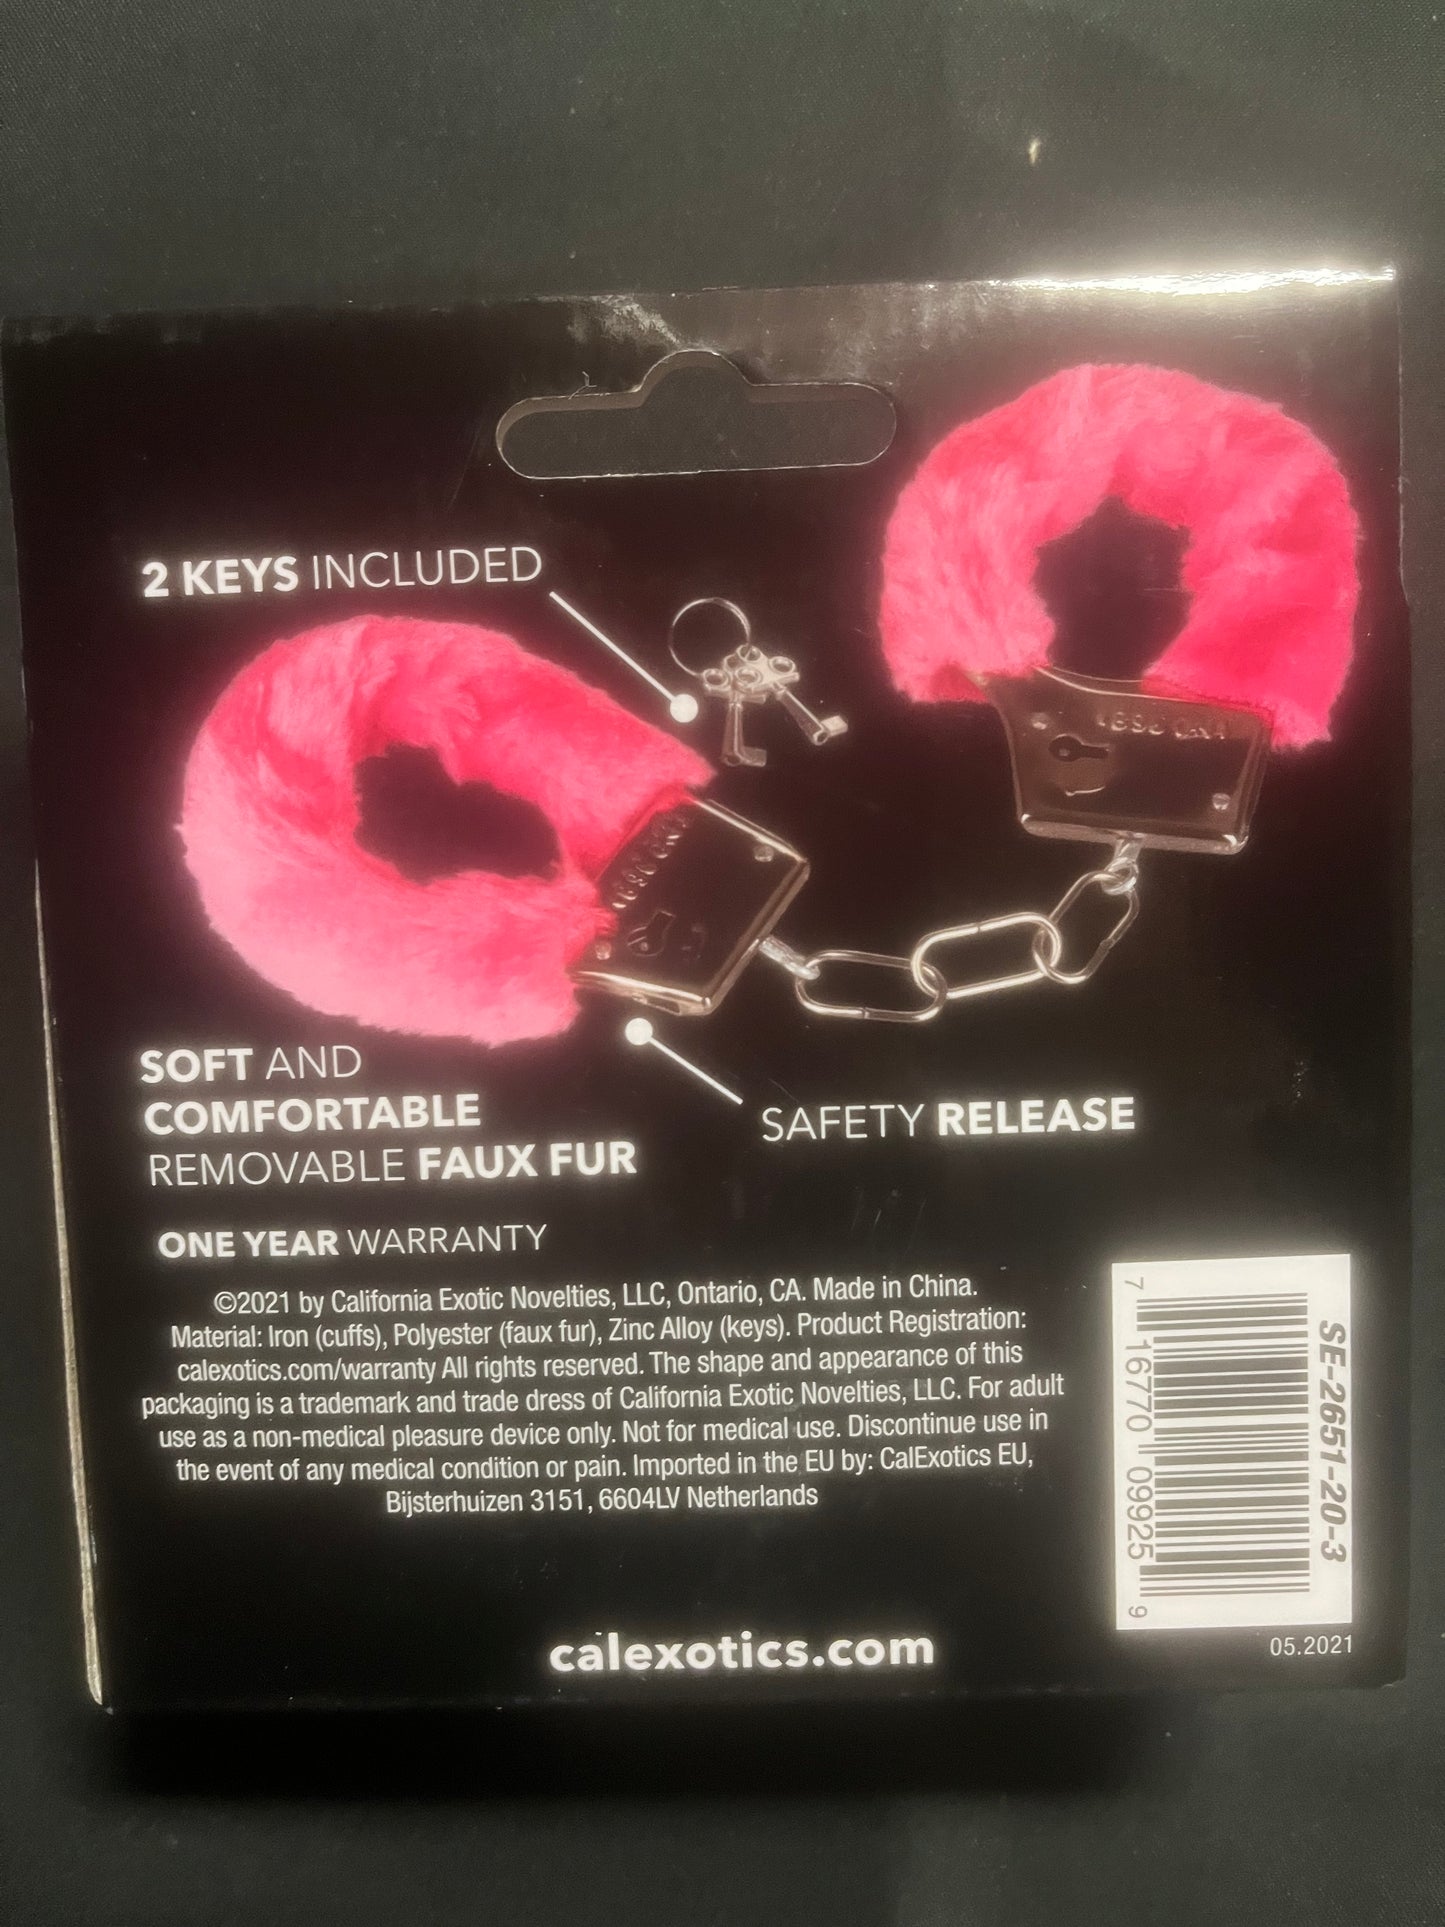 2 KEYS INCLUDED
SOFT AND
COMFORTABLE
REMOVABLE FAUX FUR
SAFETY RELEASE
ONE YEAR WARRANTY
©2021 by California Exotic Novelties, LLC, Ontario, CA. Made in China.
Material: Iron (cuffs), Polyester (faux fur), Zinc Alloy (keys). Product Registration:
calexotics.com/warranty All rights reserved. The shape and appearance of this
packaging is a trademark and trade dress of California Exotic Novelties, LLC. For adult
use as a non-medical pleasure device only. Not for medical use. Discontinue use in
the event of any medical condition or pain. Imported in the EU by: CalExotics EU,
Bijsterhuizen 3151, 6604LV Netherlands
SE-2651-20-3
7 16770 09925 9
05.2021
calexotics.com